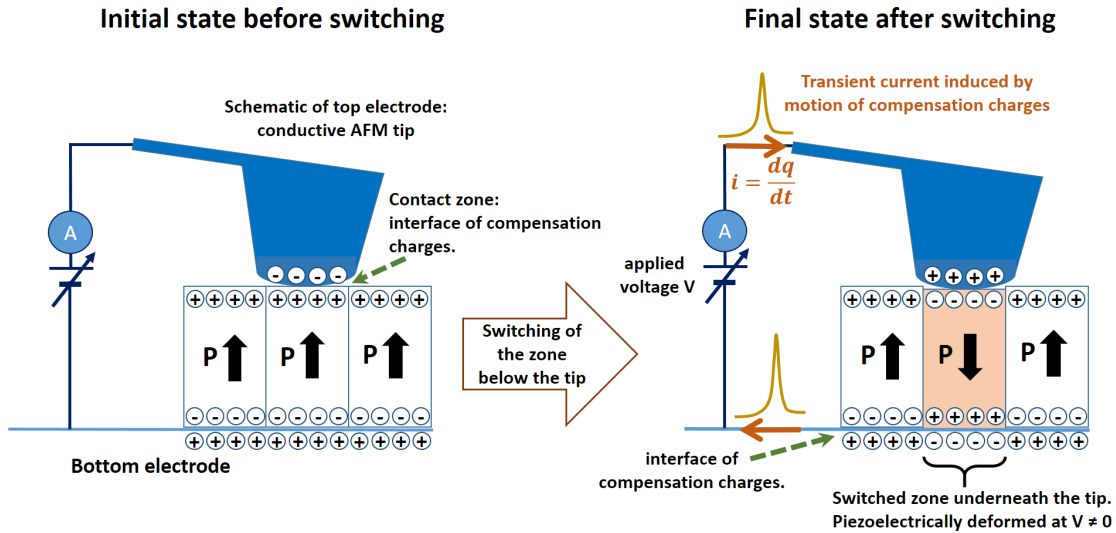 Initial state before switching
Final state after switching
Schematic of top electrode:
conductive AFM tip
Transient current induced by
motion of compensation charges
i = dq/dt
A
A
Contact zone:
interface of compensation
charges.
applied
voltage V
- - - -
+ + + +
+ + + + + + + + + + + +
+ + + + - - - - + + + +
P P P
P P P
Switching of
the zone
below the tip
- - - - - - - - - - - -
- - - - + + + + - - - -
+ + + + + + + + + + + +
+ + + + - - - - + + + +
Bottom electrode
interface of
compensation charges.
Switched zone underneath the tip.
Piezoelectrically deformed at V ≠ 0